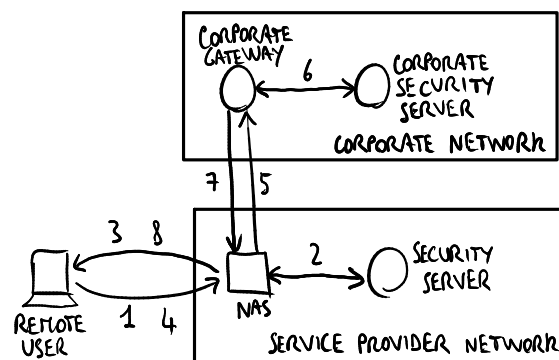 CORPORATE
GATEWAY
6
CORPORATE
SECURITY
SERVER
CORPORATE NETWORK
7
5
3 8
2
SECURITY
SERVER
NAS
1 4
REMOTE
USER
SERVICE PROVIDER NETWORK